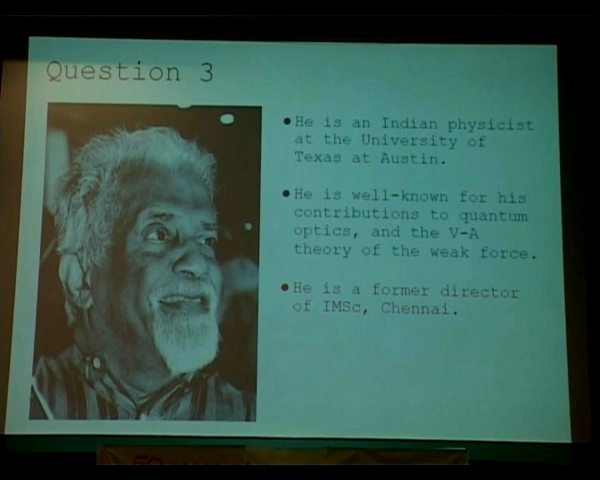 Question 3
• He is an Indian physicist
at the University of
Texas at Austin.
• He is well-known for his
contributions to quantum
optics, and the V-A
theory of the weak force.
• He is a former director
of IMSc, Chennai.
50